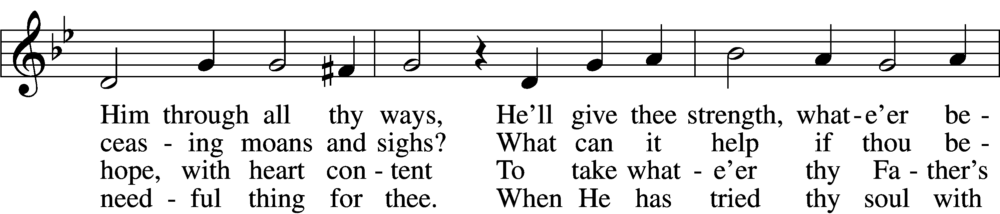 Him through all thy ways, He'll give thee strength, what-e'er be -
ceas - ing moans and sighs? What can it help if thou be -
hope, with heart con - tent To take what - e'er thy Fa - ther's
need - ful thing for thee. When He has tried thy soul with